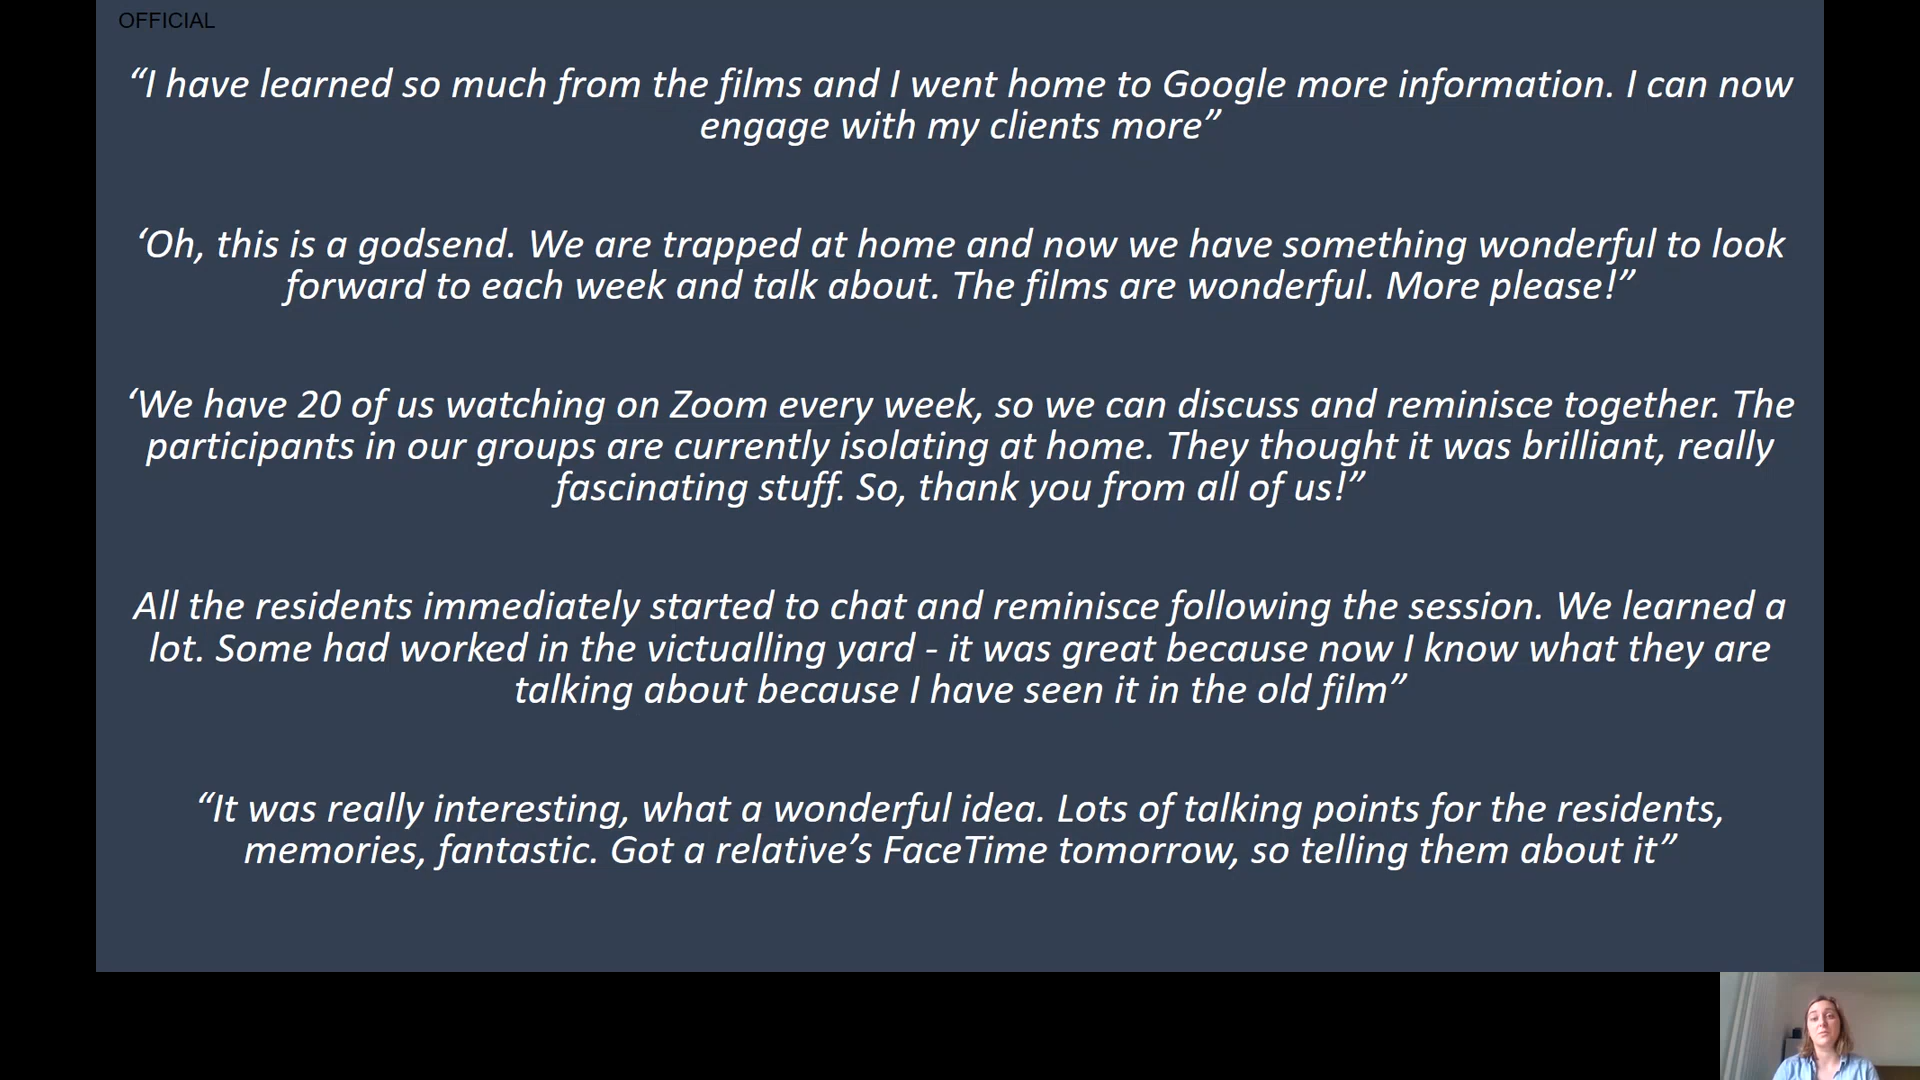 OFFICIAL
“I have learned so much from the films and I went home to Google more information. I can now
engage with my clients more”
‘Oh, this is a godsend. We are trapped at home and now we have something wonderful to look
forward to each week and talk about. The films are wonderful. More please!”
‘We have 20 of us watching on Zoom every week, so we can discuss and reminisce together. The
participants in our groups are currently isolating at home. They thought it was brilliant, really
fascinating stuff. So, thank you from all of us!”
All the residents immediately started to chat and reminisce following the session. We learned a
lot. Some had worked in the victualling yard - it was great because now I know what they are
talking about because I have seen it in the old film”
“It was really interesting, what a wonderful idea. Lots of talking points for the residents,
memories, fantastic. Got a relative’s FaceTime tomorrow, so telling them about it”